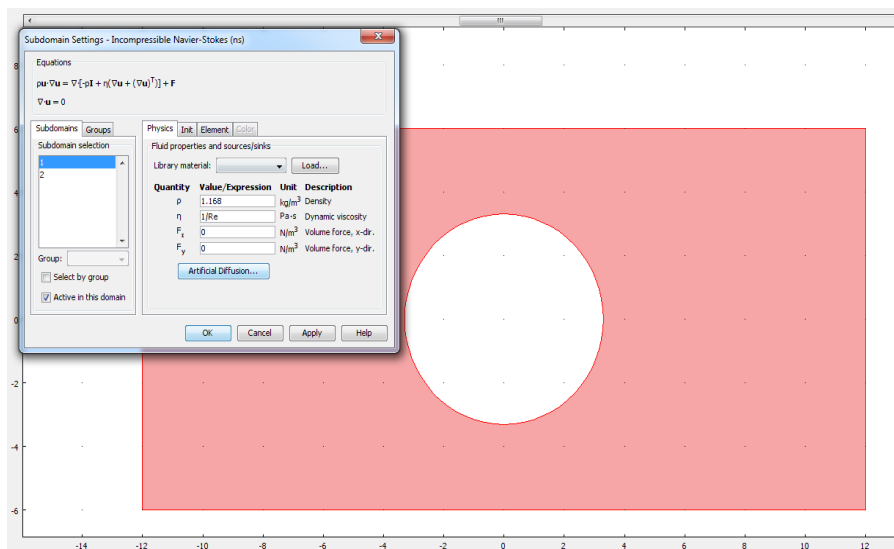 Subdomain Settings - Incompressible Navier-Stokes (ns)
Equations
ρu·∇u = ∇·[-pI + η(∇u + (∇u)ᵀ)] + F
∇·u = 0
Subdomains Groups
Subdomain selection
1
2
Group:
Select by group
Active in this domain
Physics Init Element Color
Fluid properties and sources/sinks
Library material: Load...
Quantity Value/Expression Unit Description
ρ 1.168 kg/m³ Density
η 1/Re Pa·s Dynamic viscosity
Fₓ 0 N/m³ Volume force, x-dir.
Fᵧ 0 N/m³ Volume force, y-dir.
Artificial Diffusion...
OK Cancel Apply Help
8
6
4
2
0
-2
-4
-6
-14 -12 -10 -8 -6 -4 -2 0 2 4 6 8 10 12